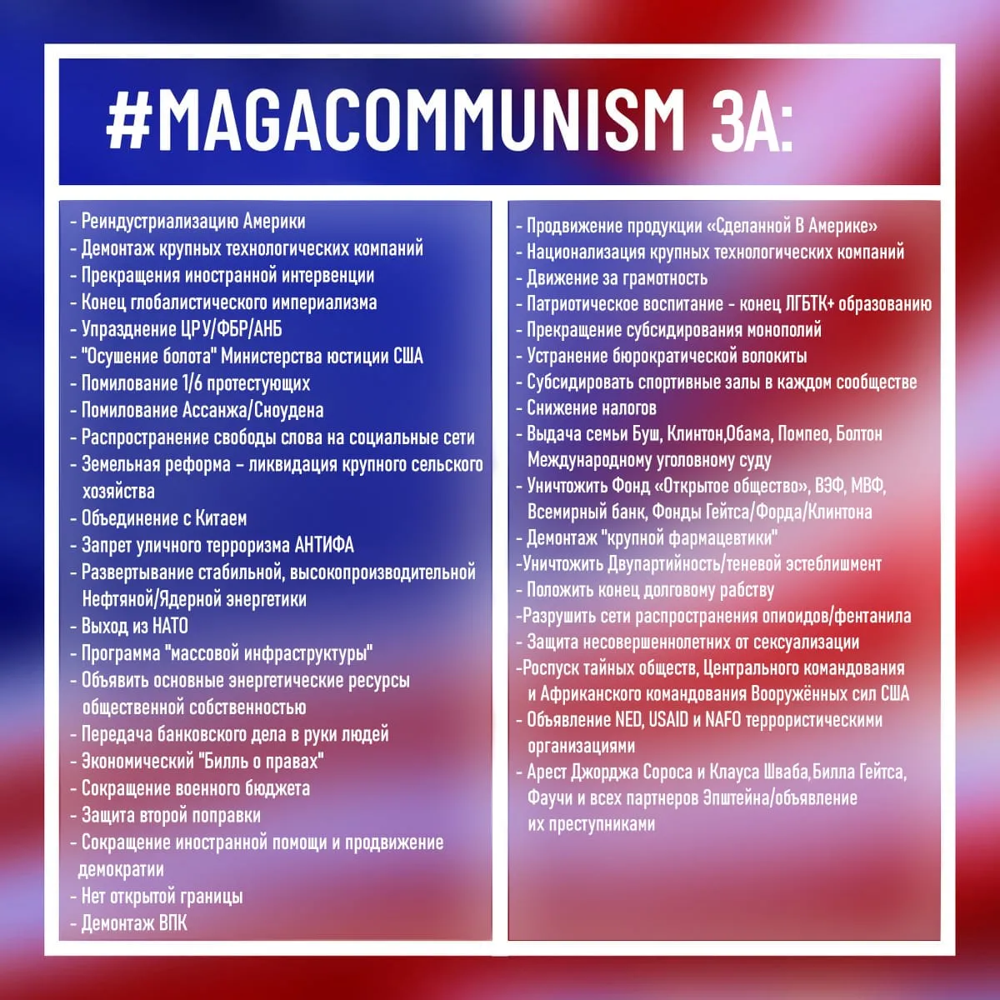 #MAGACOMMUNISM ЗА:
- Реиндустриализацию Америки
- Демонтаж крупных технологических компаний
- Прекращения иностранной интервенции
- Конец глобалистического империализма
- Упразднение ЦРУ/ФБР/АНБ
- "Осушение болота" Министерства юстиции США
- Помилование 1/6 протестующих
- Помилование Ассанжа/Сноудена
- Распространение свободы слова на социальные сети
- Земельная реформа – ликвидация крупного сельского
хозяйства
- Объединение с Китаем
- Запрет уличного терроризма АНТИФА
- Развертывание стабильной, высокопроизводительной
Нефтяной/Ядерной энергетики
- Выход из НАТО
- Программа "массовой инфраструктуры"
- Объявить основные энергетические ресурсы
общественной собственностью
- Передача банковского дела в руки людей
- Экономический "Билль о правах"
- Сокращение военного бюджета
- Защита второй поправки
- Сокращение иностранной помощи и продвижение
демократии
- Нет открытой границы
- Демонтаж ВПК
- Продвижение продукции «Сделанной В Америке»
- Национализация крупных технологических компаний
- Движение за грамотность
- Патриотическое воспитание - конец ЛГБТК+ образованию
- Прекращение субсидирования монополий
- Устранение бюрократической волокиты
- Субсидировать спортивные залы в каждом сообществе
- Снижение налогов
- Выдача семьи Буш, Клинтон,Обама, Помпео, Болтон
Международному уголовному суду
- Уничтожить Фонд «Открытое общество», ВЭФ, МВФ,
Всемирный банк, Фонды Гейтса/Форда/Клинтона
- Демонтаж "крупной фармацевтики"
-Уничтожить Двупартийность/теневой эстеблишмент
- Положить конец долговому рабству
-Разрушить сети распространения опиоидов/фентанила
- Защита несовершеннолетних от сексуализации
-Роспуск тайных обществ, Центрального командования
и Африканского командования Вооружённых сил США
- Объявление NED, USAID и NAFO террористическими
организациями
- Арест Джорджа Сороса и Клауса Шваба,Билла Гейтса,
Фаучи и всех партнеров Эпштейна/объявление
их преступниками